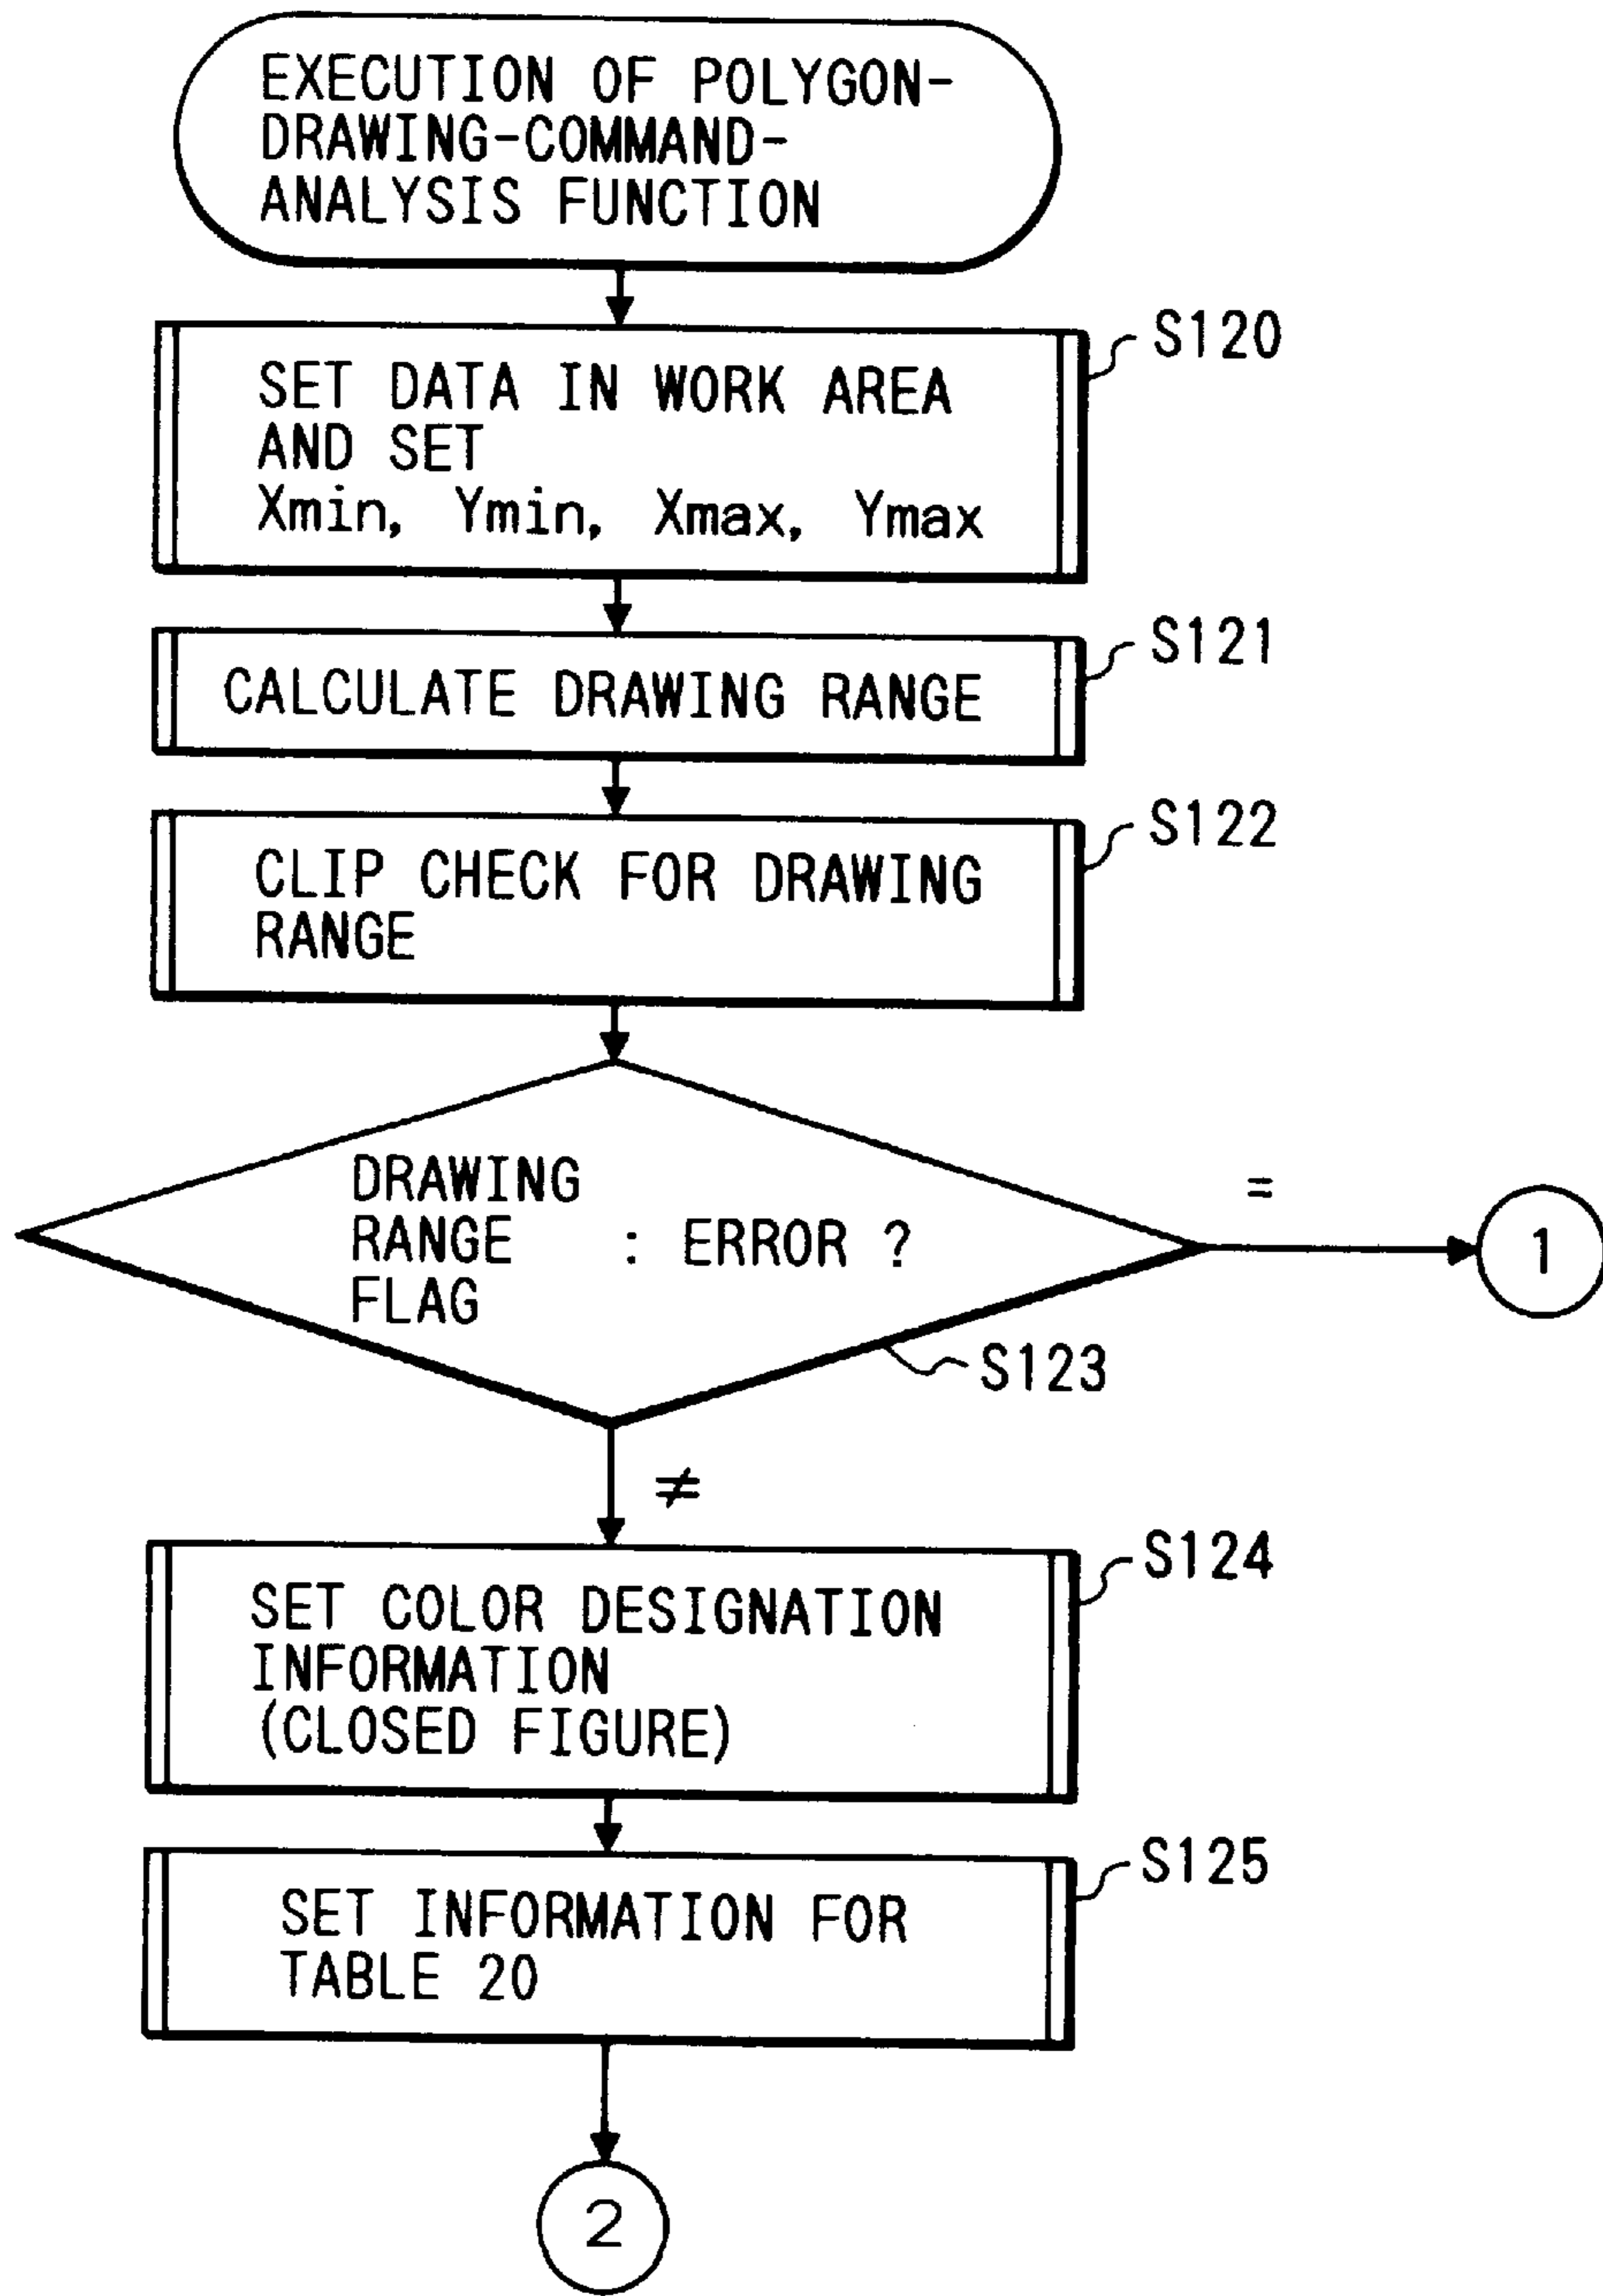 EXECUTION OF POLYGON-
DRAWING-COMMAND-
ANALYSIS FUNCTION
S120
SET DATA IN WORK AREA
AND SET
Xmin, Ymin, Xmax, Ymax
S121
CALCULATE DRAWING RANGE
S122
CLIP CHECK FOR DRAWING
RANGE
DRAWING
RANGE : ERROR ?
FLAG
=
1
S123
≠
S124
SET COLOR DESIGNATION
INFORMATION
(CLOSED FIGURE)
S125
SET INFORMATION FOR
TABLE 20
2